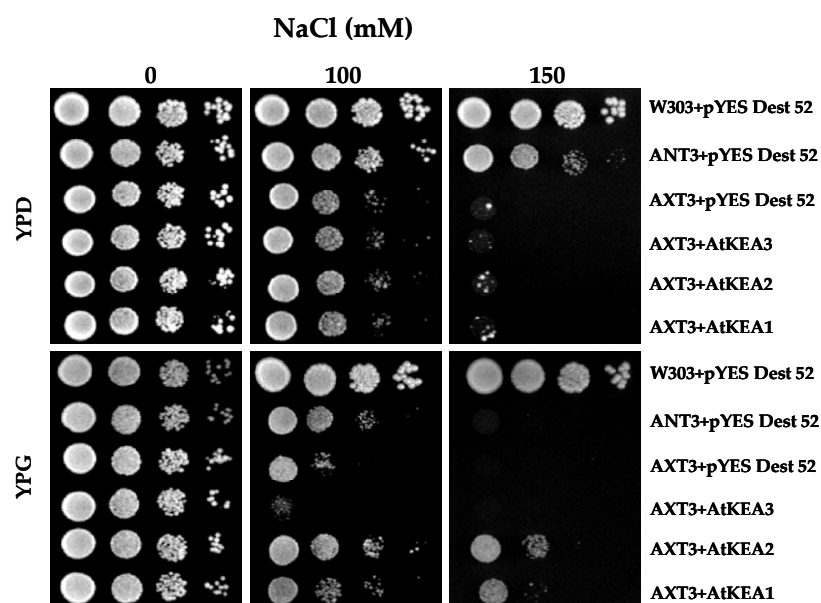 NaCl (mM)
0 100 150
YPD
W303+pYES Dest 52
ANT3+pYES Dest 52
AXT3+pYES Dest 52
AXT3+AtKEA3
AXT3+AtKEA2
AXT3+AtKEA1
YPG
W303+pYES Dest 52
ANT3+pYES Dest 52
AXT3+pYES Dest 52
AXT3+AtKEA3
AXT3+AtKEA2
AXT3+AtKEA1